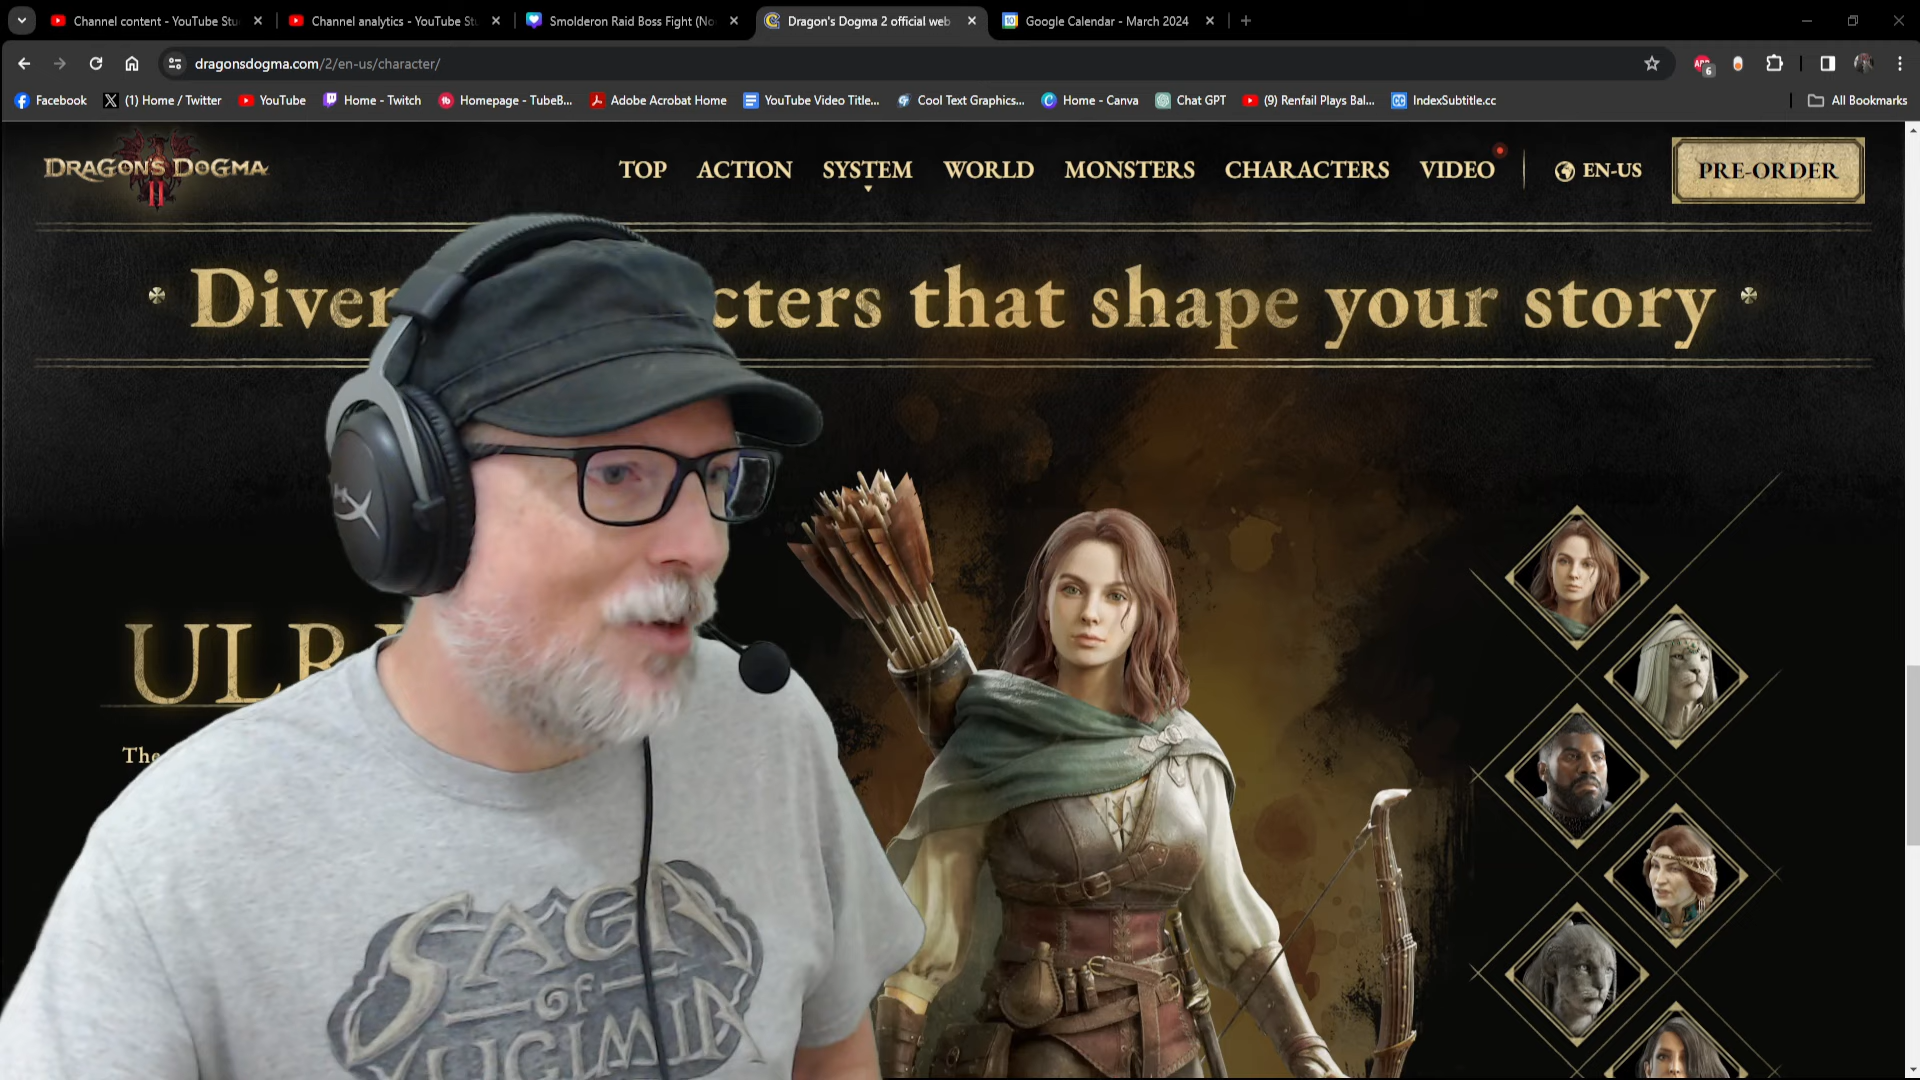 Channel content - YouTube Stu
Channel analytics - YouTube S
Smolderon Raid Boss Fight (No
Dragon's Dogma 2 official web
Google Calendar - March 2024
dragonsdogma.com/2/en-us/character/
ABP
6
Facebook
(1) Home / Twitter
YouTube
Home - Twitch
Homepage - TubeB...
Adobe Acrobat Home
YouTube Video Title...
Cool Text Graphics...
Home - Canva
Chat GPT
(9) Renfail Plays Bal...
IndexSubtitle.cc
All Bookmarks
DRAGON'S DOGMA
II
TOP
ACTION
SYSTEM
WORLD
MONSTERS
CHARACTERS
VIDEO
EN-US
PRE-ORDER
Diver cters that shape your story
ULR
The
SAGA
OF
LUCIMIA